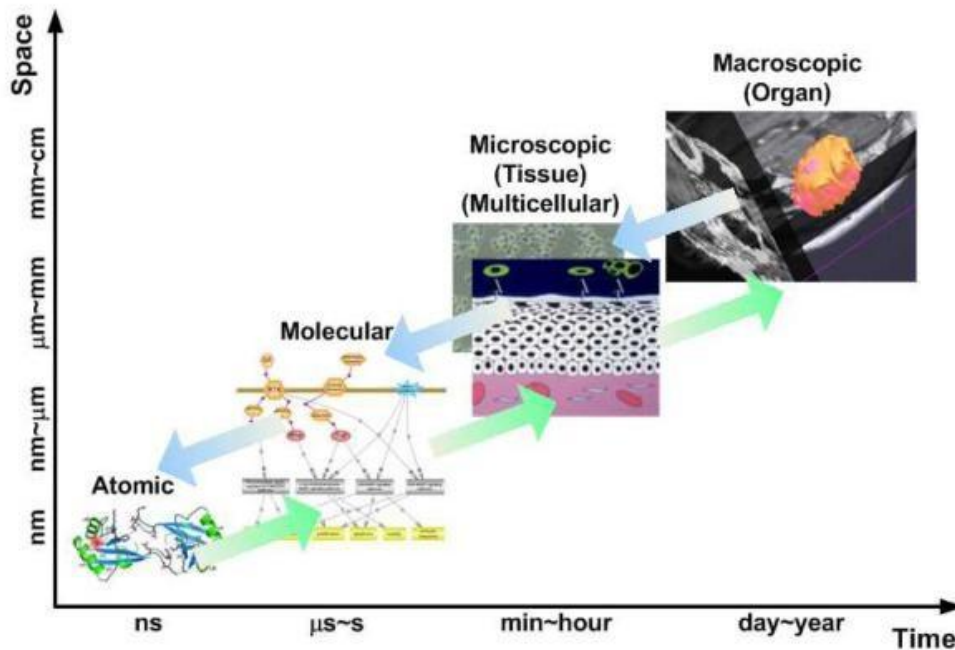 Space
mm~cm
μm~mm
nm~μm
nm
Macroscopic
(Organ)
Microscopic
(Tissue)
(Multicellular)
Molecular
Atomic
ns
μs~s
min~hour
day~year
Time